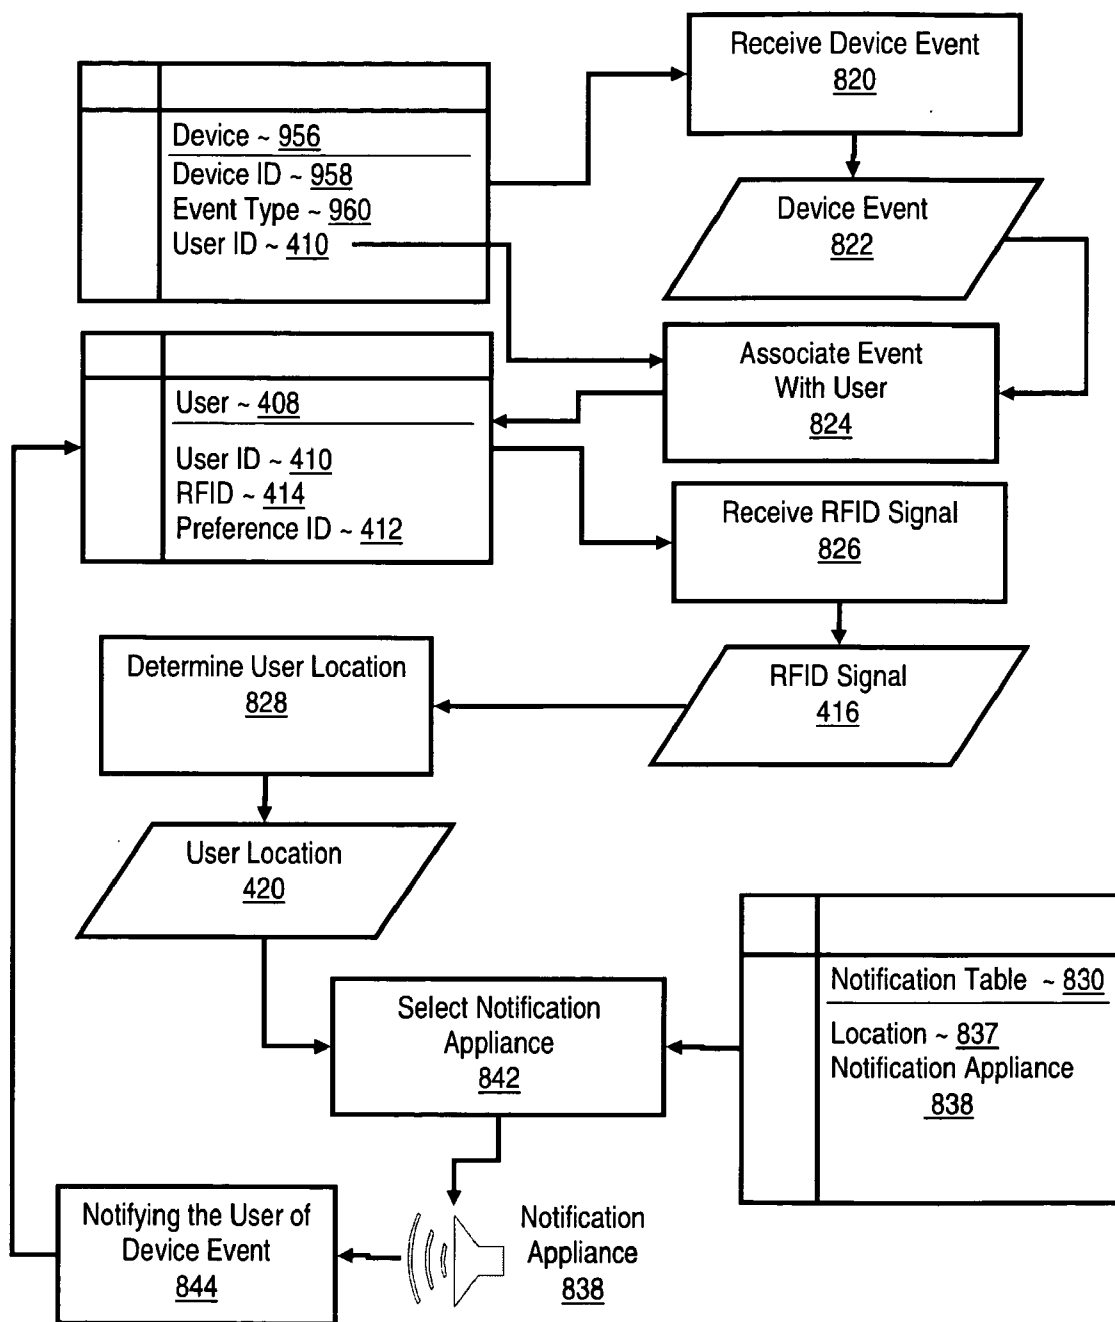 Receive Device Event
820
Device ~ 956
Device ID ~ 958
Event Type ~ 960
User ID ~ 410
Device Event
822
Associate Event
With User
824
User ~ 408
User ID ~ 410
RFID ~ 414
Preference ID ~ 412
Receive RFID Signal
826
RFID Signal
416
Determine User Location
828
User Location
420
Notification Table ~ 830
Location ~ 837
Notification Appliance
838
Select Notification
Appliance
842
Notification
Appliance
838
Notifying the User of
Device Event
844